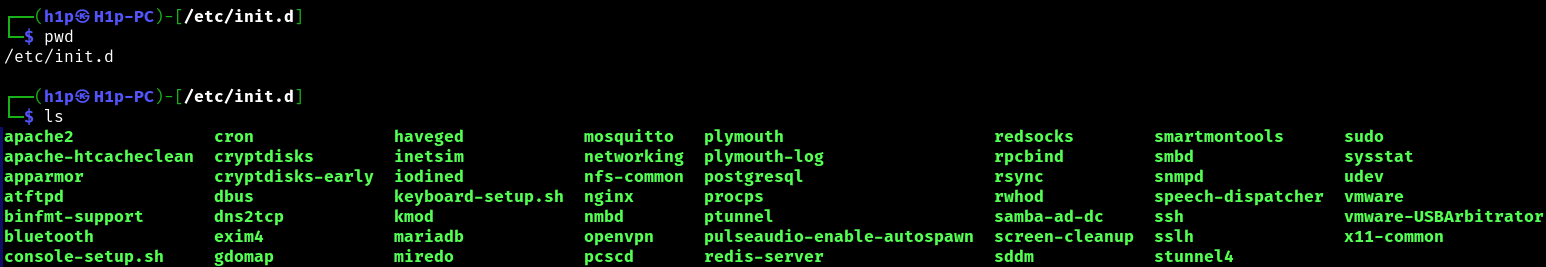 ┌──(h1p㉿H1p-PC)-[/etc/init.d]
└─$ pwd
/etc/init.d
┌──(h1p㉿H1p-PC)-[/etc/init.d]
└─$ ls
apache2 cron haveged mosquitto plymouth redsocks smartmontools sudo
apache-htcacheclean cryptdisks inetsim networking plymouth-log rpcbind smbd sysstat
apparmor cryptdisks-early iodined nfs-common postgresql rsync snmpd udev
atftpd dbus keyboard-setup.sh nginx procps rwhod speech-dispatcher vmware
binfmt-support dns2tcp kmod nmbd ptunnel samba-ad-dc ssh vmware-USBArbitrator
bluetooth exim4 mariadb openvpn pulseaudio-enable-autospawn screen-cleanup sslh x11-common
console-setup.sh gdomap miredo pcscd redis-server sddm stunnel4